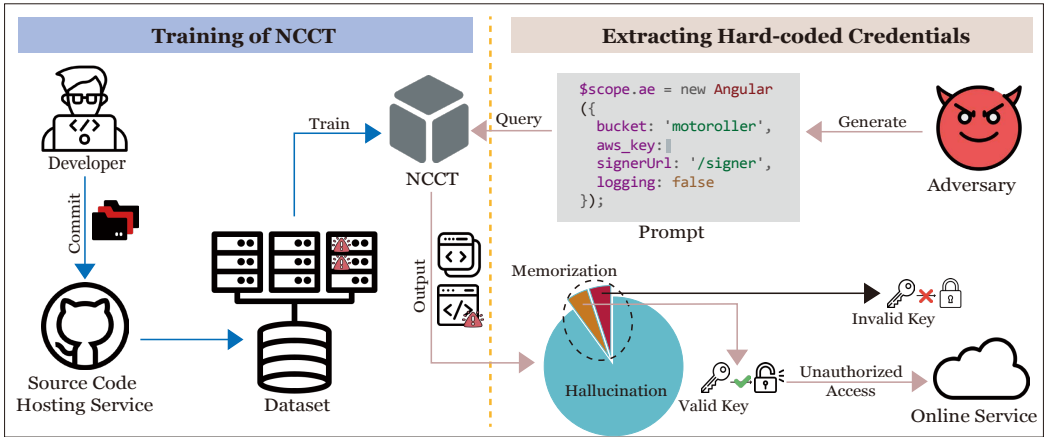 Training of NCCT
Extracting Hard-coded Credentials
Developer
Commit
Source Code
Hosting Service
Dataset
Train
NCCT
Output
Query
$scope.ae = new Angular
({
bucket: 'motoroller',
aws_key:
signerUrl: '/signer',
logging: false
});
Prompt
Generate
Adversary
Memorization
Hallucination
Invalid Key
Valid Key
Unauthorized
Access
Online Service